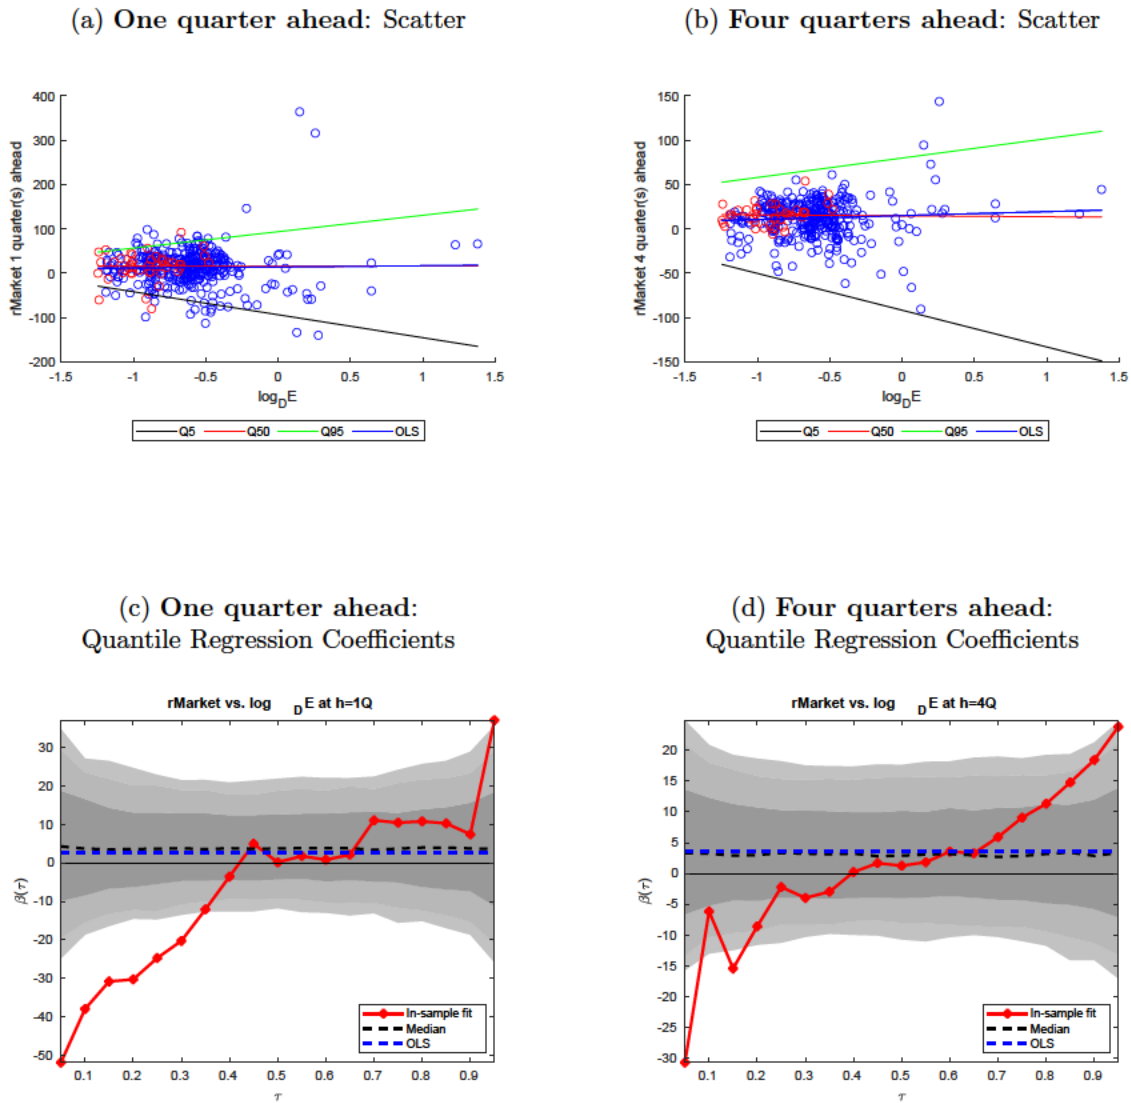 (a) One quarter ahead: Scatter
(b) Four quarters ahead: Scatter
rMarket 1 quarter(s) ahead
400
300
200
100
0
-100
-200
-1.5 -1 -0.5 0 0.5 1 1.5
log_DE
Q5 Q50 Q95 OLS
rMarket 4 quarter(s) ahead
150
100
50
0
-50
-100
-150
-1.5 -1 -0.5 0 0.5 1 1.5
log_DE
Q5 Q50 Q95 OLS
(c) One quarter ahead:
Quantile Regression Coefficients
(d) Four quarters ahead:
Quantile Regression Coefficients
rMarket vs. log _DE at h=1Q
β(τ)
30
20
10
0
-10
-20
-30
-40
-50
0.1 0.2 0.3 0.4 0.5 0.6 0.7 0.8 0.9
τ
In-sample fit
Median
OLS
rMarket vs. log _DE at h=4Q
β(τ)
20
15
10
5
0
-5
-10
-15
-20
-25
-30
0.1 0.2 0.3 0.4 0.5 0.6 0.7 0.8 0.9
τ
In-sample fit
Median
OLS